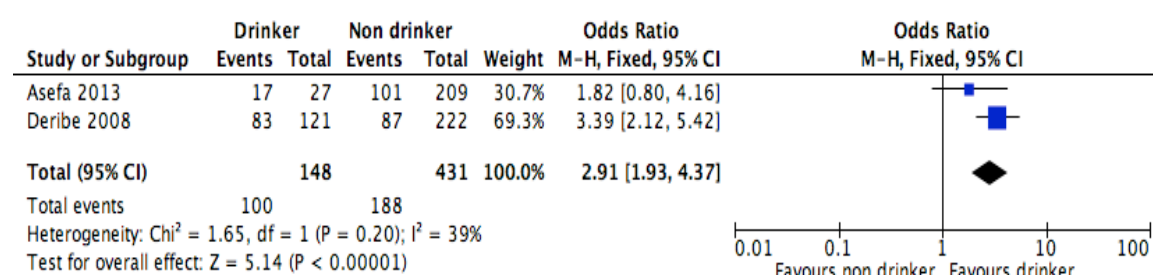 Drinker Non drinker Odds Ratio Odds Ratio
Study or Subgroup Events Total Events Total Weight M-H, Fixed, 95% CI M-H, Fixed, 95% CI
Asefa 2013 17 27 101 209 30.7% 1.82 [0.80, 4.16]
Deribe 2008 83 121 87 222 69.3% 3.39 [2.12, 5.42]
Total (95% CI) 148 431 100.0% 2.91 [1.93, 4.37]
Total events 100 188
Heterogeneity: Chi² = 1.65, df = 1 (P = 0.20); I² = 39%
Test for overall effect: Z = 5.14 (P < 0.00001)
0.01 0.1 1 10 100
Favours non drinker Favours drinker